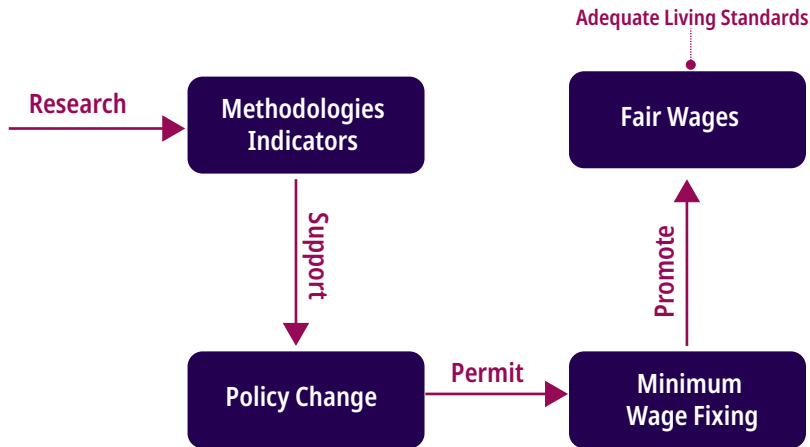 Adequate Living Standards
Research
Methodologies
Indicators
Fair Wages
Support
Promote
Policy Change
Permit
Minimum
Wage Fixing